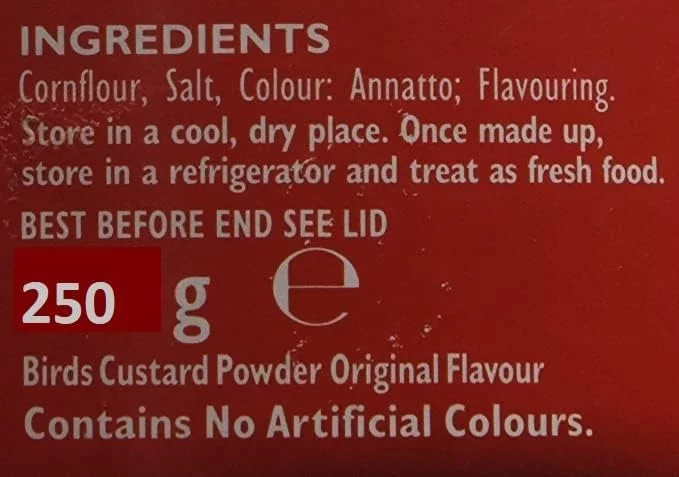 INGREDIENTS
Cornflour, Salt, Colour: Annatto; Flavouring.
Store in a cool, dry place. Once made up,
store in a refrigerator and treat as fresh food.
BEST BEFORE END SEE LID
250 g ℮
Birds Custard Powder Original Flavour
Contains No Artificial Colours.